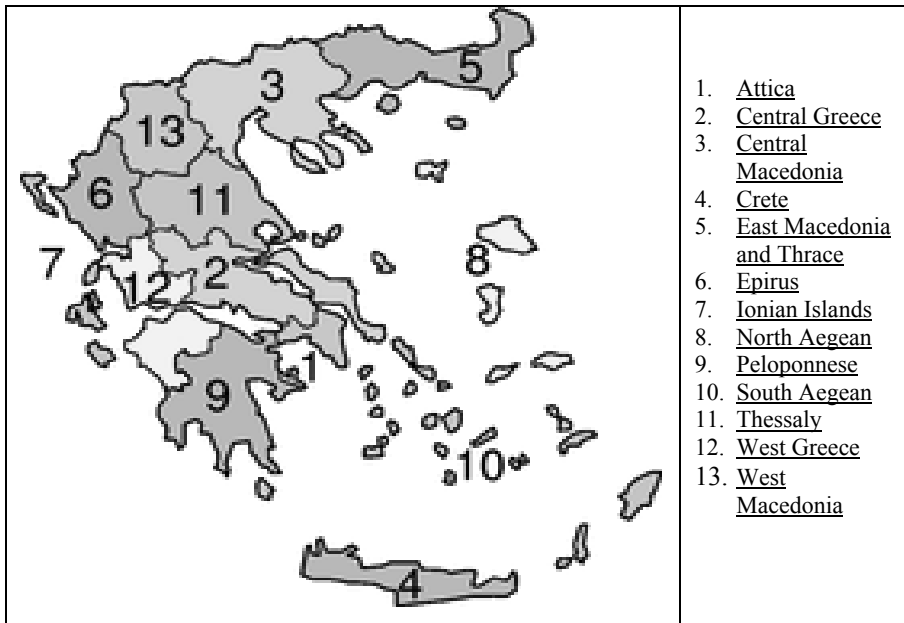 5
3
13
6
11
7
8
12
2
1
9
10
4
1. Attica
2. Central Greece
3. Central
Macedonia
4. Crete
5. East Macedonia
and Thrace
6. Epirus
7. Ionian Islands
8. North Aegean
9. Peloponnese
10. South Aegean
11. Thessaly
12. West Greece
13. West
Macedonia